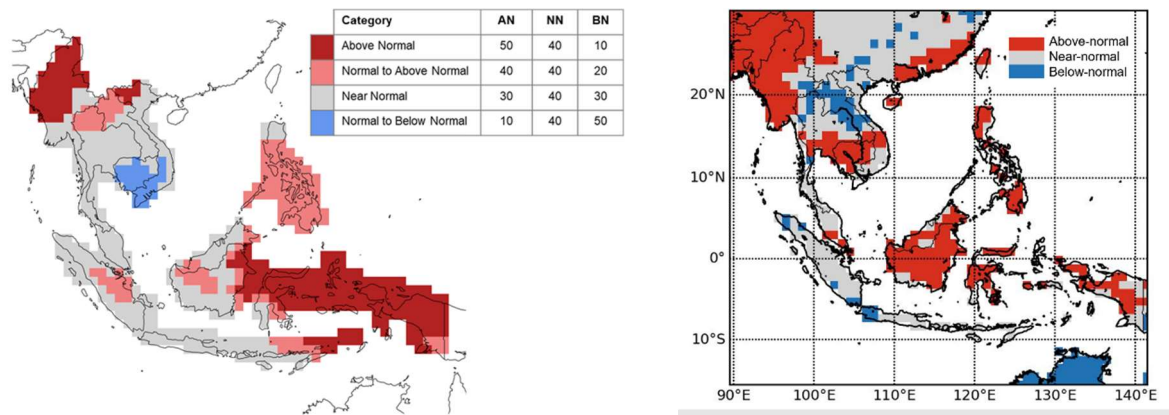 Category AN NN BN
Above Normal 50 40 10
Normal to Above Normal 40 40 20
Near Normal 30 40 30
Normal to Below Normal 10 40 50
Above-normal
Near-normal
Below-normal
20°N
10°N
0°
10°S
90°E 100°E 110°E 120°E 130°E 140°E